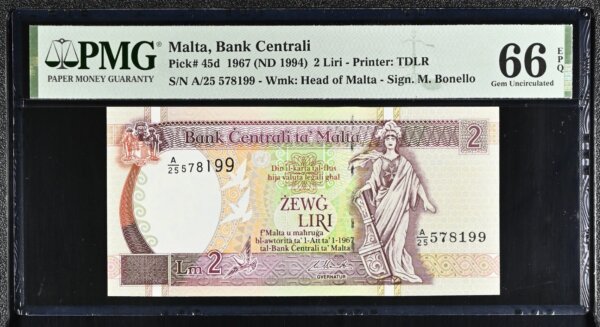 PMG
PAPER MONEY GUARANTY
Malta, Bank Centrali
Pick# 45d 1967 (ND 1994) 2 Liri - Printer: TDLR
S/N A/25 578199 - Wmk: Head of Malta - Sign. M. Bonello
66 EPQ
Gem Uncirculated
Bank Ċentrali ta' Malta
2
A/25 578199
Din il-karta tal-flus
hija valuta legali għal
ŻEWĠ
LIRI
f'Malta u maħruġa
bl-awtorità ta' l-Att ta' l-1967
tal-Bank Ċentrali ta' Malta
A/25 578199
Lm 2
GVERNATUR